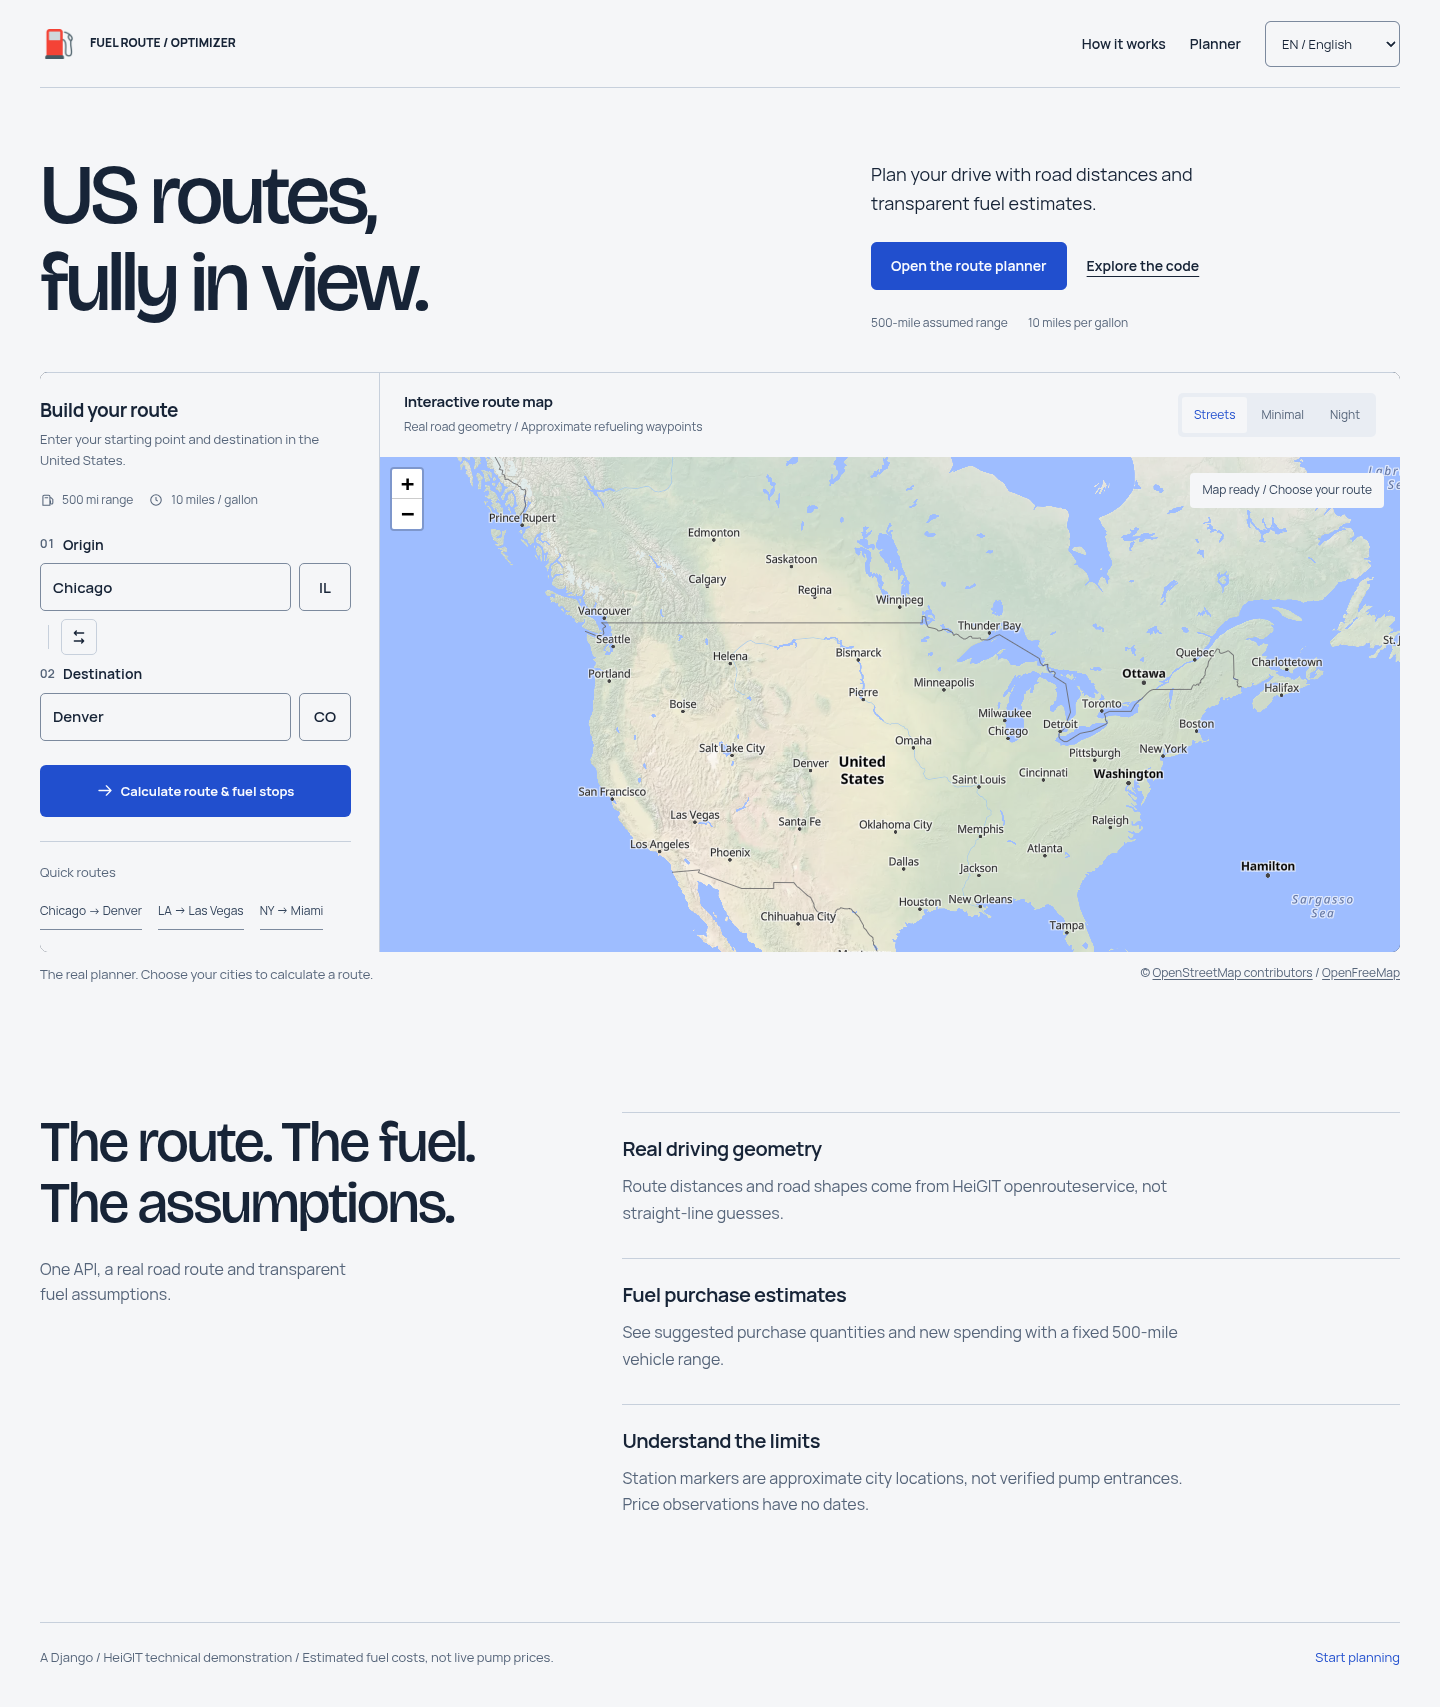 FUEL ROUTE / OPTIMIZER
How it works
Planner
EN / English
US routes,
fully in view.
Plan your drive with road distances and
transparent fuel estimates.
Open the route planner
Explore the code
500-mile assumed range
10 miles per gallon
Build your route
Enter your starting point and destination in the
United States.
500 mi range
10 miles / gallon
01 Origin
Chicago
IL
02 Destination
Denver
CO
Calculate route & fuel stops
Quick routes
Chicago → Denver
LA → Las Vegas
NY → Miami
Interactive route map
Real road geometry / Approximate refueling waypoints
Streets
Minimal
Night
+
−
Map ready / Choose your route
Labr
Se
Prince Rupert
Edmonton
Saskatoon
Calgary
Regina
Winnipeg
Vancouver
Seattle
Thunder Bay
St. J
Helena
Bismarck
Quebec
Charlottetown
Portland
Minneapolis
Ottawa
Halifax
Boise
Pierre
Milwaukee
Toronto
Chicago
Detroit
Boston
Salt Lake City
Omaha
Pittsburgh
New York
Denver
United
States
Saint Louis
Cincinnati
Washington
San Francisco
Las Vegas
Santa Fe
Oklahoma City
Memphis
Raleigh
Los Angeles
Phoenix
Dallas
Jackson
Atlanta
Hamilton
Houston
New Orleans
Sargasso
Sea
Chihuahua City
Tampa
The real planner. Choose your cities to calculate a route.
© OpenStreetMap contributors / OpenFreeMap
The route. The fuel.
The assumptions.
One API, a real road route and transparent
fuel assumptions.
Real driving geometry
Route distances and road shapes come from HeiGIT openrouteservice, not
straight-line guesses.
Fuel purchase estimates
See suggested purchase quantities and new spending with a fixed 500-mile
vehicle range.
Understand the limits
Station markers are approximate city locations, not verified pump entrances.
Price observations have no dates.
A Django / HeiGIT technical demonstration / Estimated fuel costs, not live pump prices.
Start planning